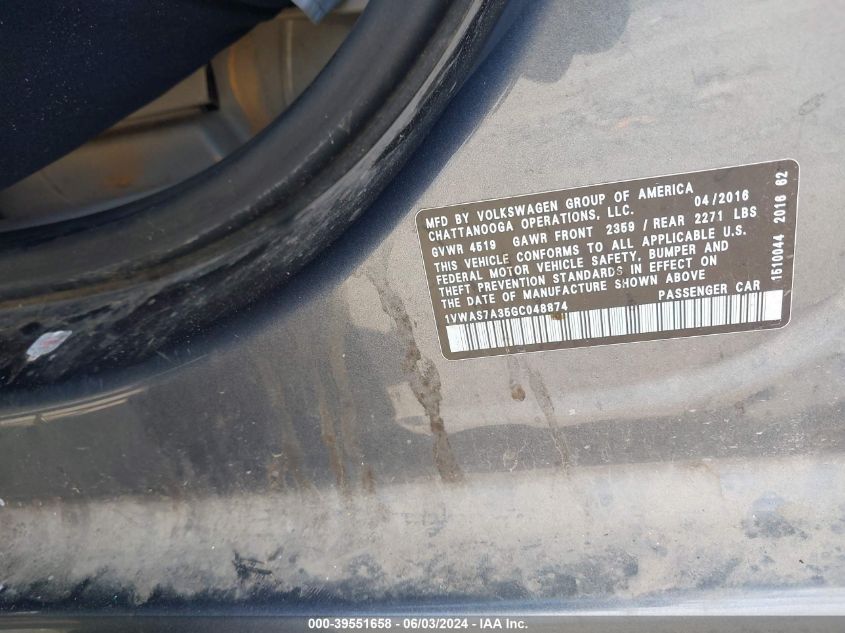 MFD BY VOLKSWAGEN GROUP OF AMERICA 04/2016
CHATTANOOGA OPERATIONS, LLC.
GVWR 4519 GAWR FRONT 2359 / REAR 2271 LBS
THIS VEHICLE CONFORMS TO ALL APPLICABLE U.S.
FEDERAL MOTOR VEHICLE SAFETY, BUMPER AND
THEFT PREVENTION STANDARDS IN EFFECT ON
THE DATE OF MANUFACTURE SHOWN ABOVE
1VWAS7A35GC048874 PASSENGER CAR
1510044 2016 62
000-39551658 - 06/03/2024 - IAA Inc.